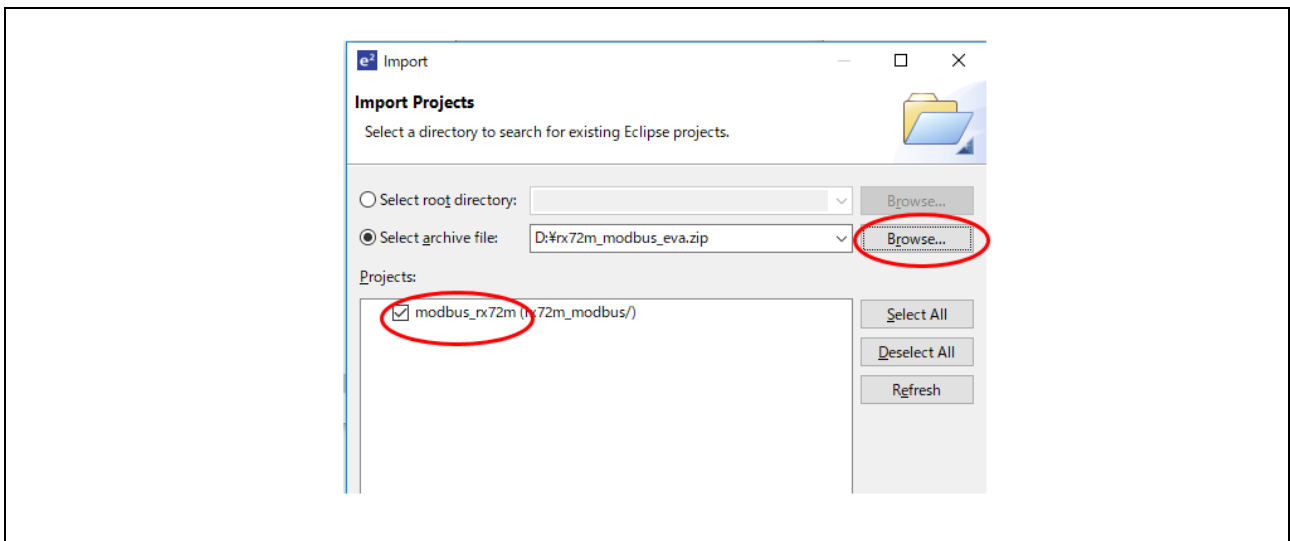 e² Import
Import Projects
Select a directory to search for existing Eclipse projects.
Select root directory:
Browse...
Select archive file: D:¥rx72m_modbus_eva.zip Browse...
Projects:
modbus_rx72m (rx72m_modbus/)
Select All
Deselect All
Refresh